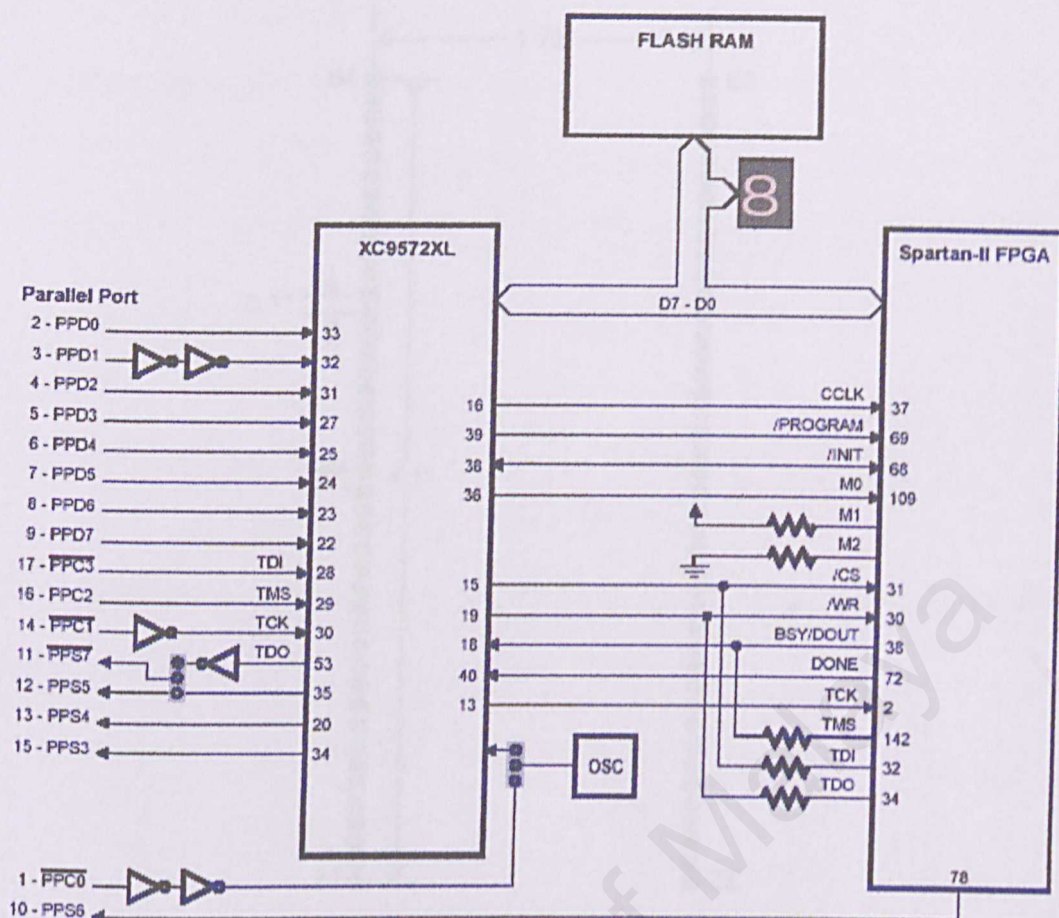 FLASH RAM
8
XC9572XL
Spartan-II FPGA
D7 - D0
Parallel Port
2 - PPD0
33
3 - PPD1
32
4 - PPD2
31
5 - PPD3
27
6 - PPD4
25
7 - PPD5
24
8 - PPD6
23
9 - PPD7
22
17 - PPC3
TDI
28
16 - PPC2
TMS
29
14 - PPC1
TCK
30
11 - PPS7
TDO
53
12 - PPS5
35
13 - PPS4
20
15 - PPS3
34
16
CCLK
37
39
/PROGRAM
69
38
/INIT
68
36
M0
109
M1
M2
15
/CS
31
19
/WR
30
18
BSY/DOUT
38
40
DONE
72
13
TCK
2
TMS
142
TDI
32
TDO
34
OSC
1 - PPC0
78
10 - PPS6
of Malaya